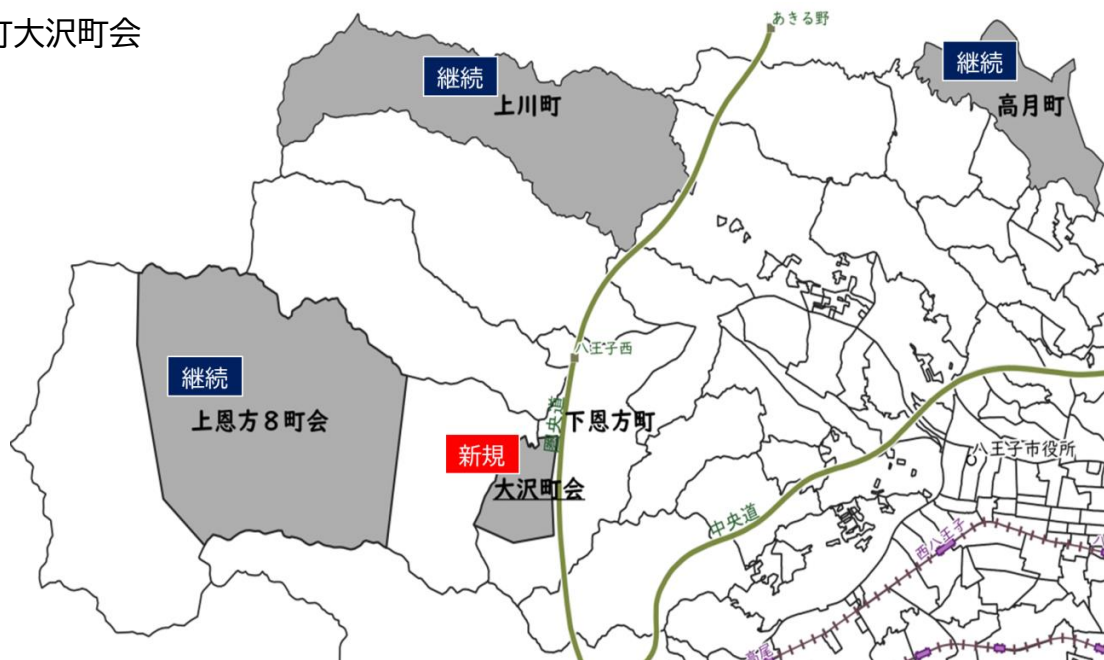 町大沢町会
あきる野
継続
上川町
継続
高月町
八王子西
継続
上恩方8町会
圏央道
下恩方町
新規
大沢町会
八王子市役所
中央道
西八王子
高尾